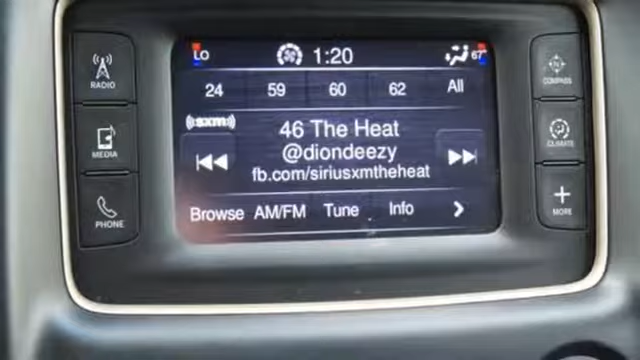 RADIO
MEDIA
PHONE
LO 1:20 67
24 59 60 62 All
((sxm))
46 The Heat
@diondeezy
fb.com/siriusxmtheheat
Browse AM/FM Tune Info
COMPASS
CLIMATE
MORE